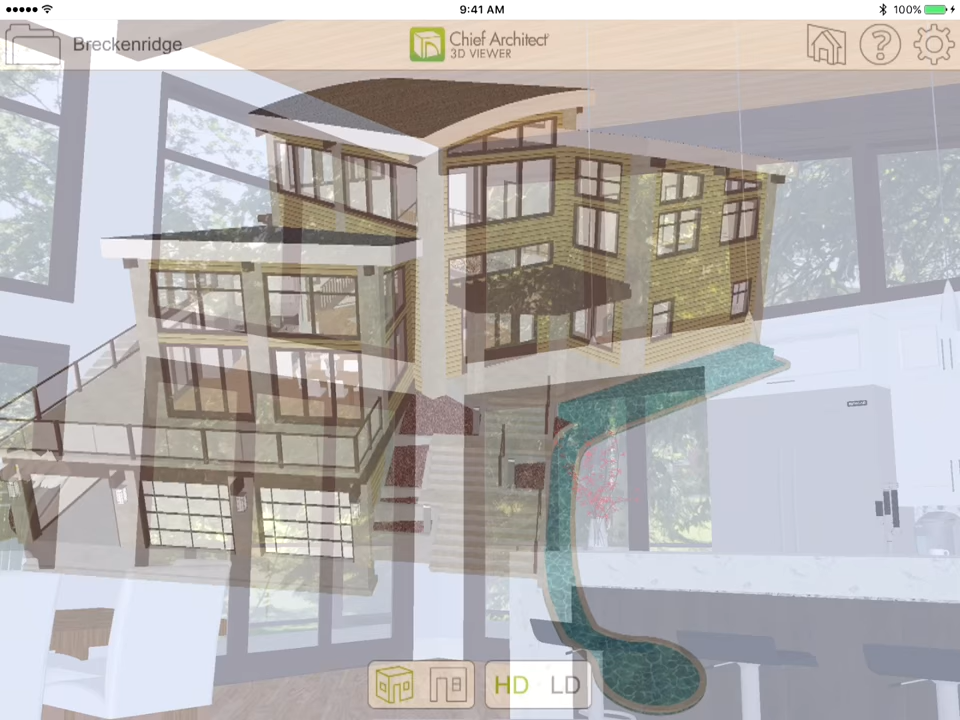 9:41 AM
100%
Breckenridge
Chief Architect®
3D VIEWER
?
HD LD